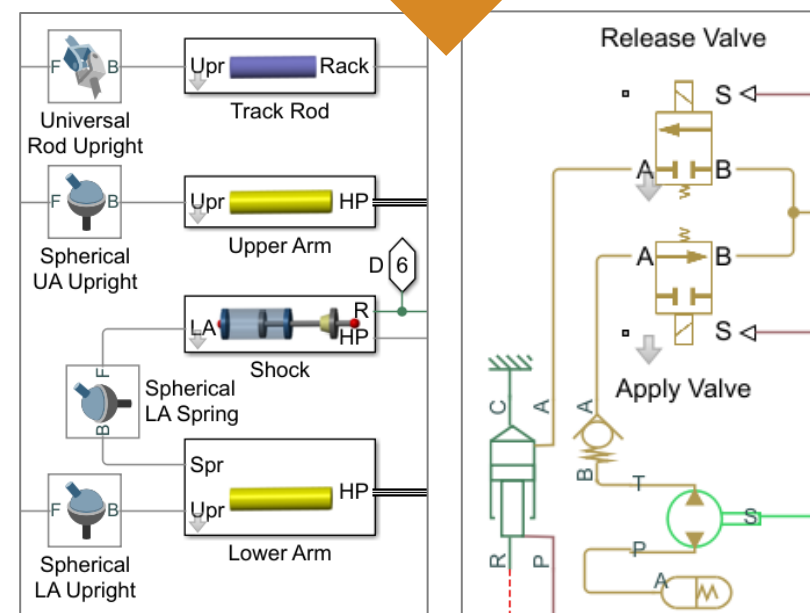 F B
Upr Rack
Universal
Rod Upright
Track Rod
F B
Upr HP
Spherical
UA Upright
Upper Arm
D 6
LA R
HP
Shock
F
Spherical
LA Spring
B
Spr
Upr HP
F B
Spherical
LA Upright
Lower Arm
Release Valve
S
A B
A B
S
Apply Valve
C A A
B
T
S
P
R P
A